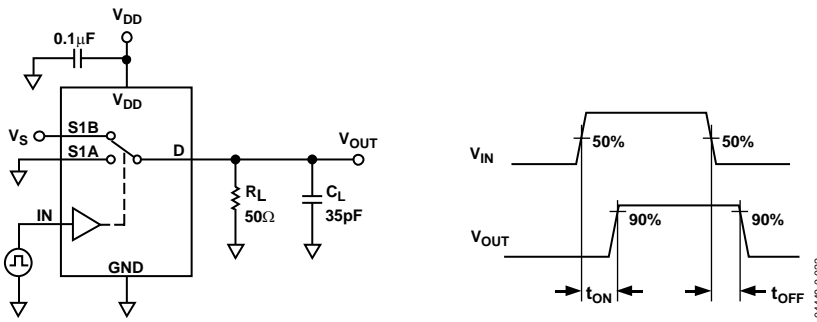 VDD
0.1μF
VDD
VS
S1B
S1A
D
VOUT
IN
RL
50Ω
CL
35pF
GND
VIN
50%
50%
VOUT
90%
90%
tON
tOFF